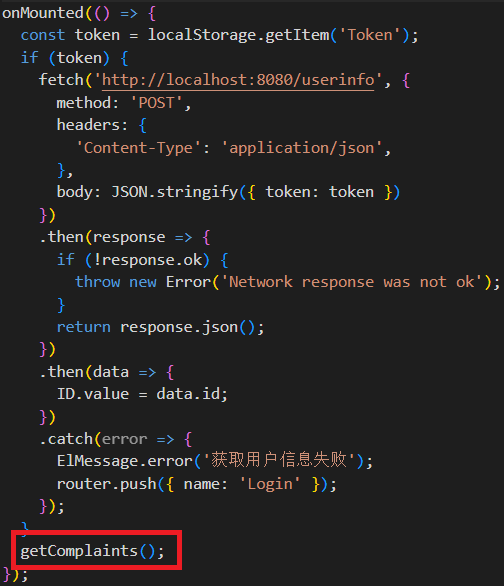 onMounted(() => {
  const token = localStorage.getItem('Token');
  if (token) {
    fetch('http://localhost:8080/userinfo', {
      method: 'POST',
      headers: {
        'Content-Type': 'application/json',
      },
      body: JSON.stringify({ token: token })
    })
    .then(response => {
      if (!response.ok) {
        throw new Error('Network response was not ok');
      }
      return response.json();
    })
    .then(data => {
      ID.value = data.id;
    })
    .catch(error => {
      ElMessage.error('获取用户信息失败');
      router.push({ name: 'Login' });
    });
  }
  getComplaints();
});